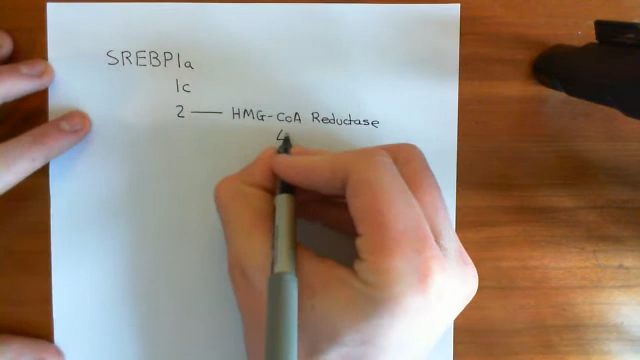 SREBP1a
1c
2 — HMG-CoA Reductase